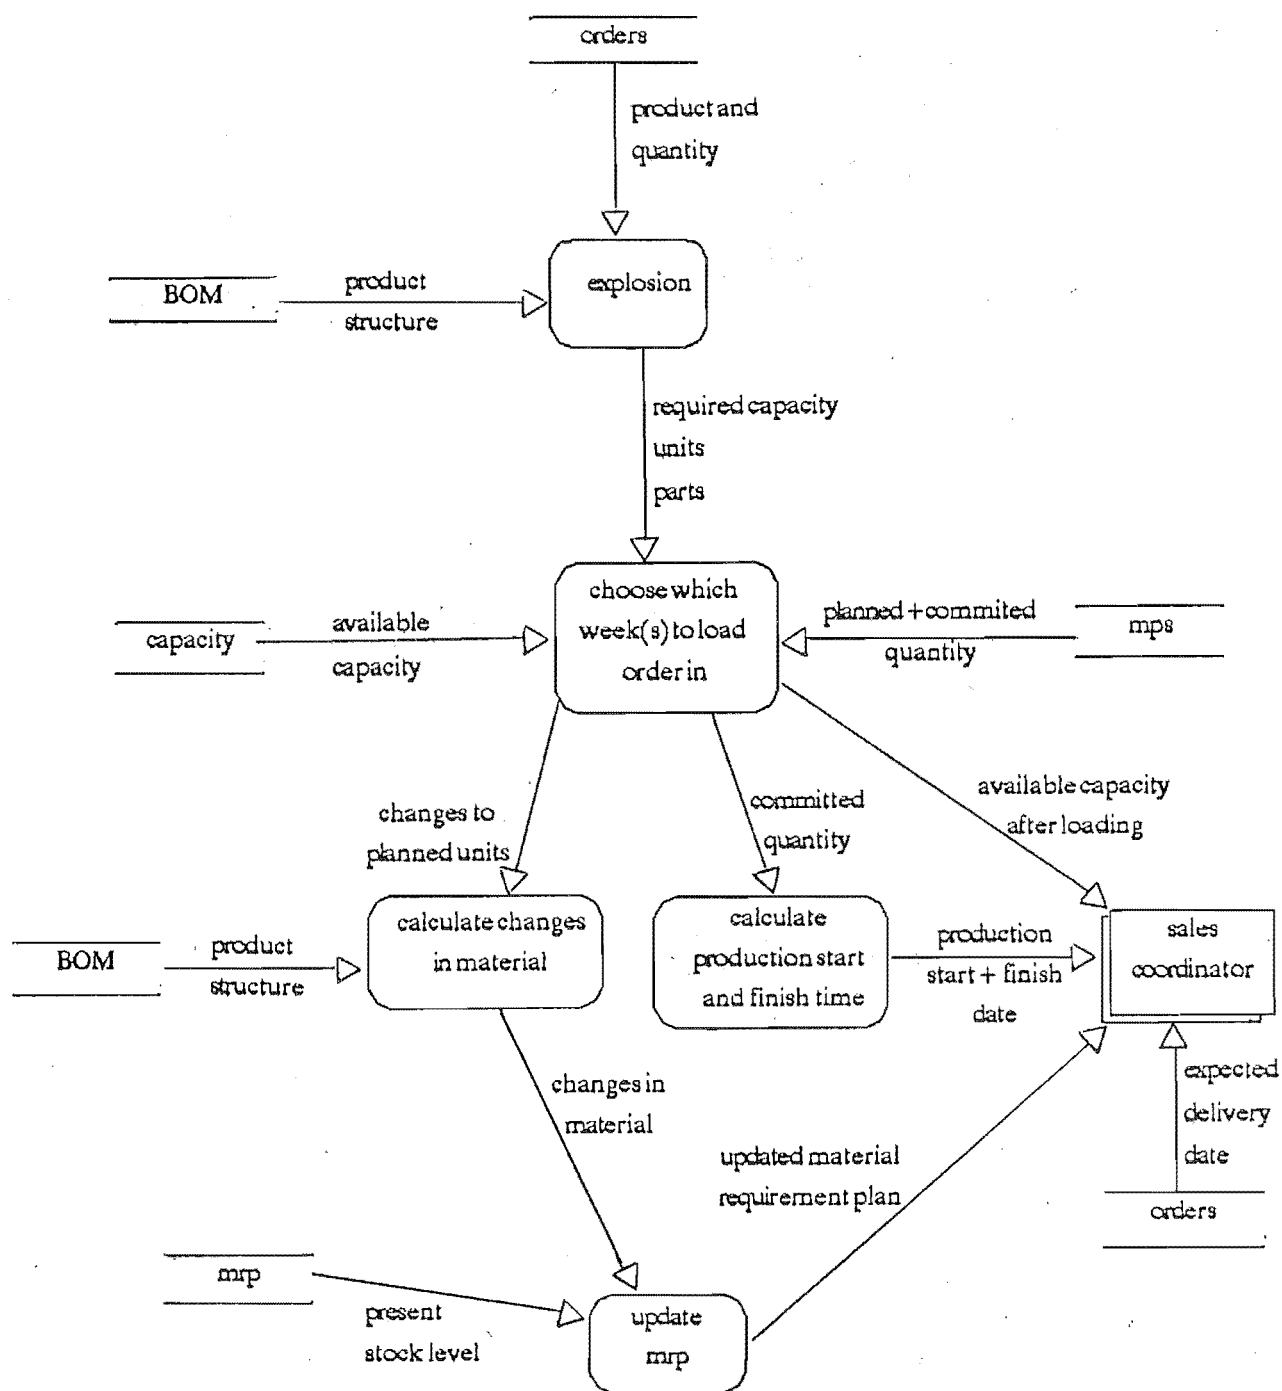 orders
product and
quantity
explosion
BOM
product
structure
required capacity
units
parts
choose which
week(s) to load
order in
capacity
available
capacity
planned + commited
quantity
mps
changes to
planned units
committed
quantity
available capacity
after loading
BOM
product
structure
calculate changes
in material
calculate
production start
and finish time
production
start + finish
date
sales
coordinator
changes in
material
updated material
requirement plan
expected
delivery
date
orders
mrp
present
stock level
update
mrp